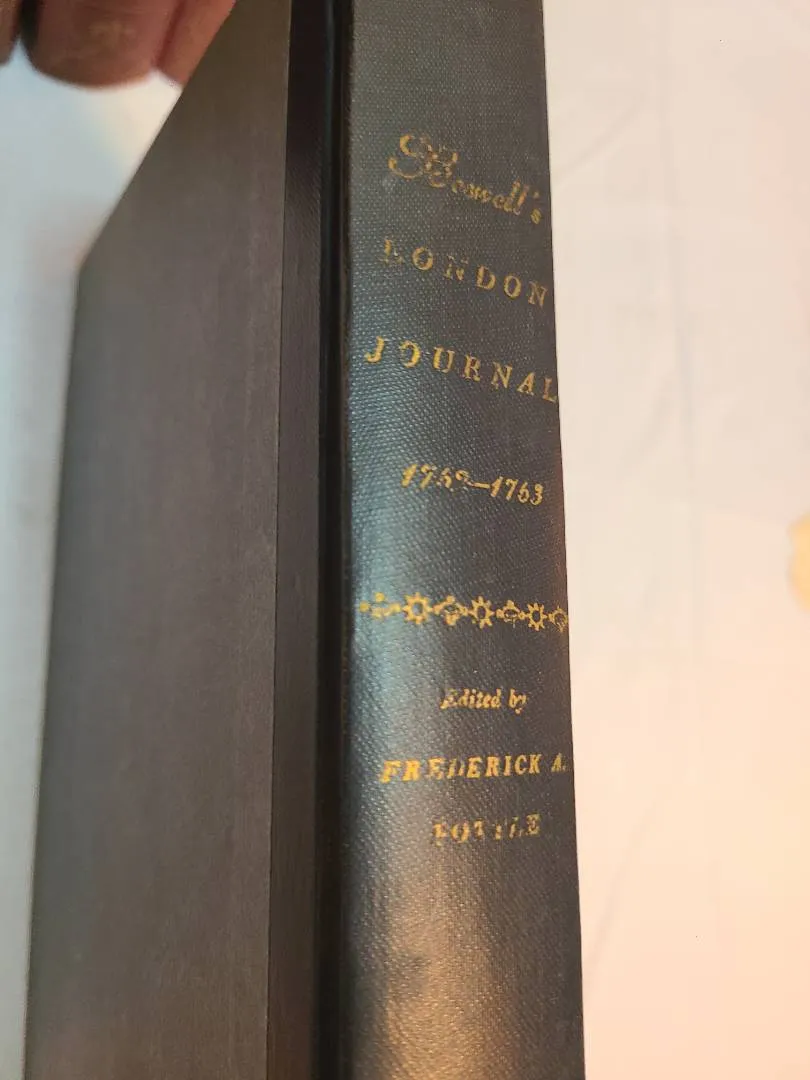 Boswell's
LONDON
JOURNAL
1762–1763
Edited by
FREDERICK A.
POTTLE